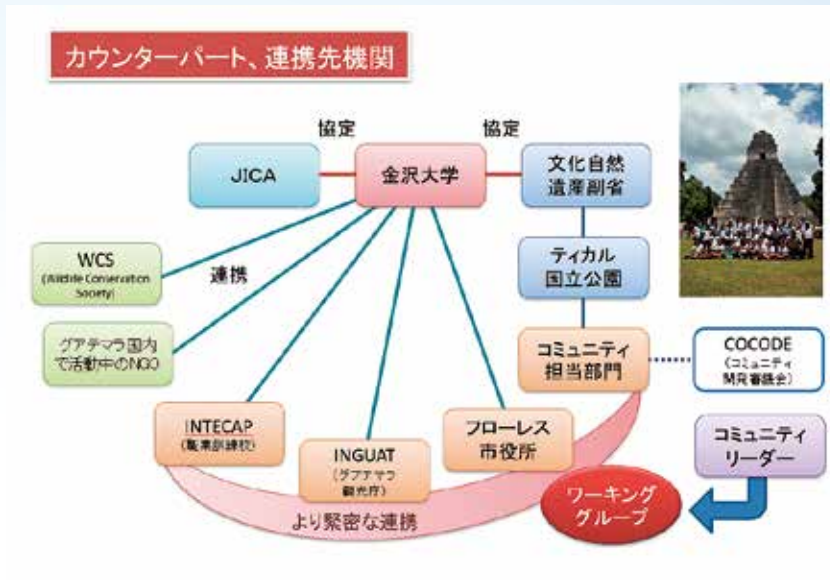 カウンターパート、連携先機関
協定
協定
JICA
金沢大学
文化自然
遺産副省
WCS
(Wildlife Conservation
Society)
連携
ティカル
国立公園
グアテマラ国内
で活動中のNGO
コミュニティ
担当部門
COCODE
(コミュニティ
開発審議会)
INTECAP
(職業訓練校)
INGUAT
(グアテマラ
観光庁)
フローレス
市役所
コミュニティ
リーダー
ワーキング
グループ
より緊密な連携